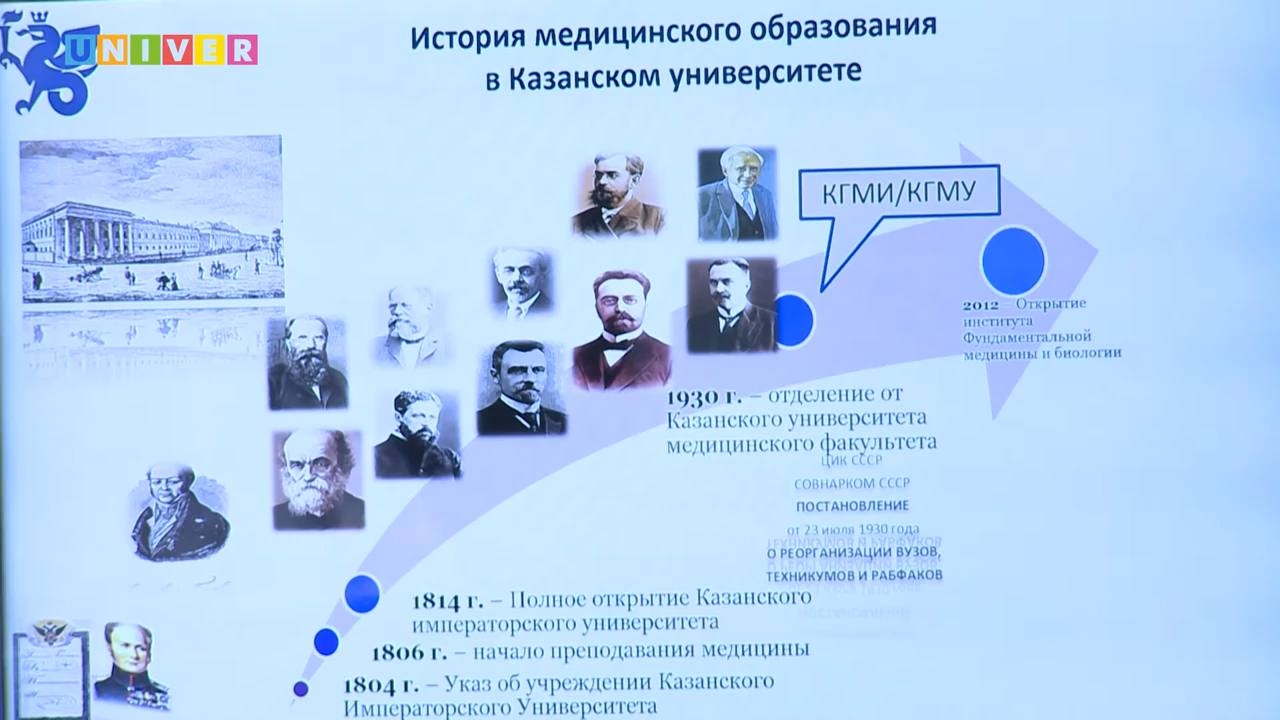 UNIVER
История медицинского образования
в Казанском университете
КГМИ/КГМУ
2012 – Открытие
института
Фундаментальной
медицины и биологии
1930 г. – отделение от
Казанского университета
медицинского факультета
ЦИК СССР
СОВНАРКОМ СССР
ПОСТАНОВЛЕНИЕ
от 23 июля 1930 года
О РЕОРГАНИЗАЦИИ ВУЗОВ,
ТЕХНИКУМОВ И РАБФАКОВ
1814 г. – Полное открытие Казанского
императорского университета
1806 г. – начало преподавания медицины
1804 г. – Указ об учреждении Казанского
Императорского Университета